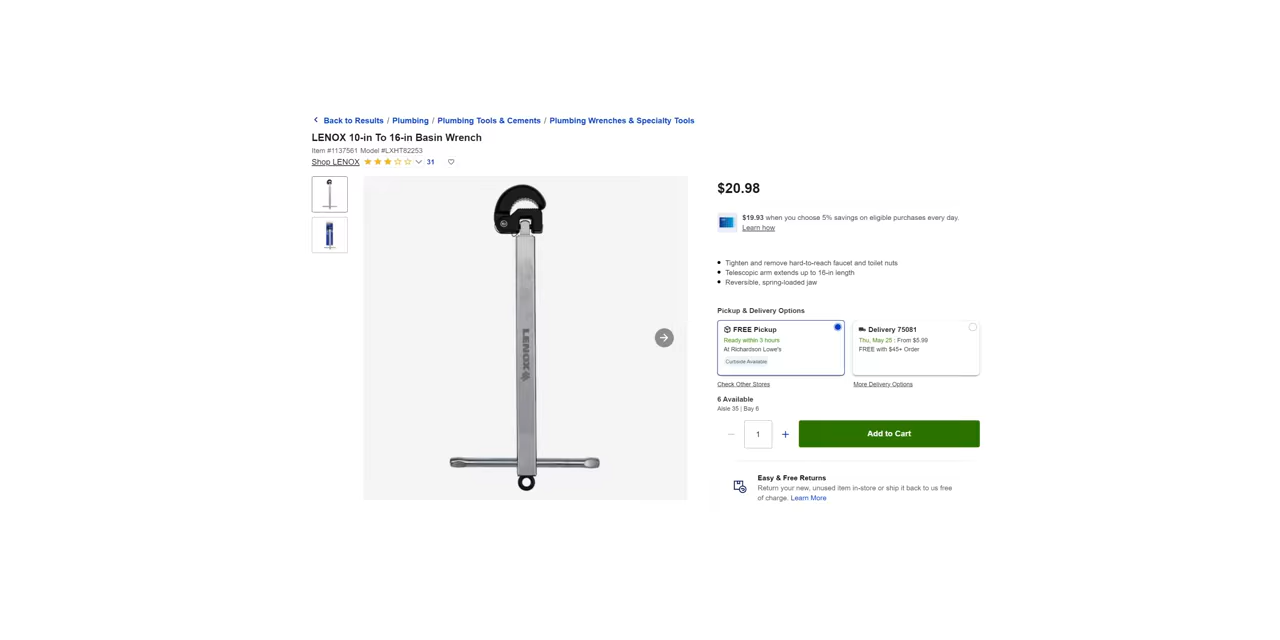 Back to Results / Plumbing / Plumbing Tools & Cements / Plumbing Wrenches & Specialty Tools
LENOX 10-in To 16-in Basin Wrench
Item #1137561 Model #LXHT82253
Shop LENOX 31
LENOX
$20.98
$19.93 when you choose 5% savings on eligible purchases every day.
Learn how
Tighten and remove hard-to-reach faucet and toilet nuts
Telescopic arm extends up to 16-in length
Reversible, spring-loaded jaw
Pickup & Delivery Options
FREE Pickup
Ready within 3 hours
At Richardson Lowe's
Curbside Available
Delivery 75081
Thu, May 25 : From $5.99
FREE with $45+ Order
Check Other Stores
More Delivery Options
6 Available
Aisle 35 | Bay 6
1
Add to Cart
Easy & Free Returns
Return your new, unused item in-store or ship it back to us free
of charge. Learn More